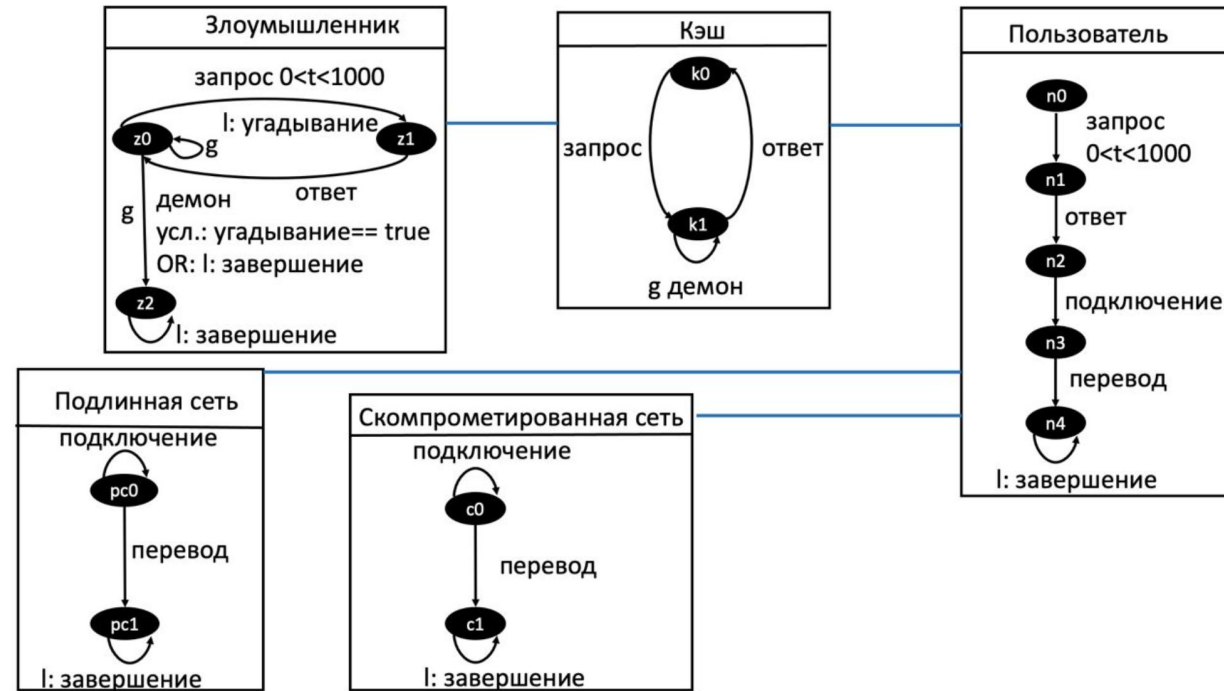 Злоумышленник
запрос 0<t<1000
l: угадывание
z0
z1
g
ответ
g
демон
усл.: угадывание== true
OR: l: завершение
z2
l: завершение
Кэш
k0
запрос
ответ
k1
g демон
Пользователь
n0
запрос
0<t<1000
n1
ответ
n2
подключение
n3
перевод
n4
l: завершение
Подлинная сеть
подключение
pc0
перевод
pc1
l: завершение
Скомпрометированная сеть
подключение
c0
перевод
c1
l: завершение